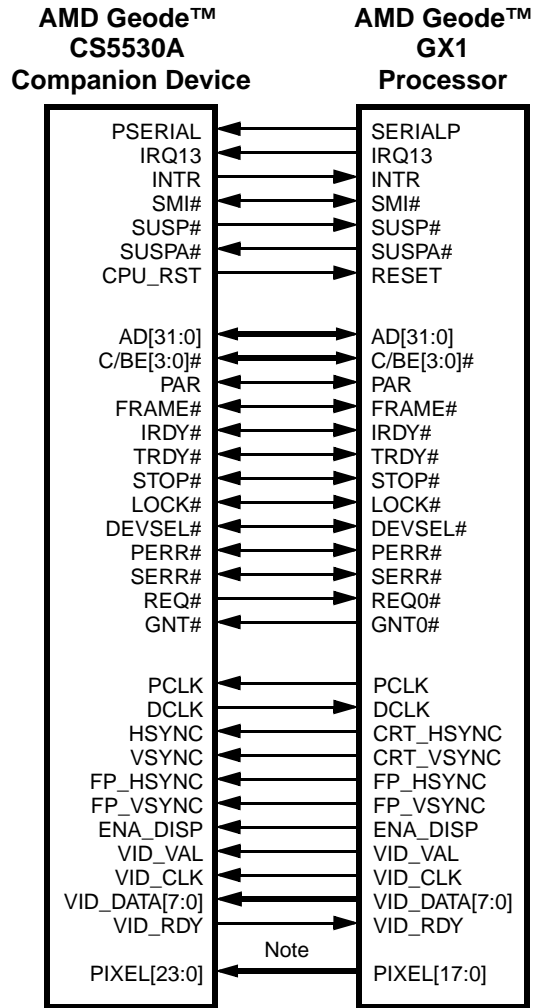 AMD Geode™ AMD Geode™
CS5530A GX1
Companion Device Processor
PSERIAL SERIALP
IRQ13 IRQ13
INTR INTR
SMI# SMI#
SUSP# SUSP#
SUSPA# SUSPA#
CPU_RST RESET
AD[31:0] AD[31:0]
C/BE[3:0]# C/BE[3:0]#
PAR PAR
FRAME# FRAME#
IRDY# IRDY#
TRDY# TRDY#
STOP# STOP#
LOCK# LOCK#
DEVSEL# DEVSEL#
PERR# PERR#
SERR# SERR#
REQ# REQ0#
GNT# GNT0#
PCLK PCLK
DCLK DCLK
HSYNC CRT_HSYNC
VSYNC CRT_VSYNC
FP_HSYNC FP_HSYNC
FP_VSYNC FP_VSYNC
ENA_DISP ENA_DISP
VID_VAL VID_VAL
VID_CLK VID_CLK
VID_DATA[7:0] VID_DATA[7:0]
VID_RDY VID_RDY
Note
PIXEL[23:0] PIXEL[17:0]